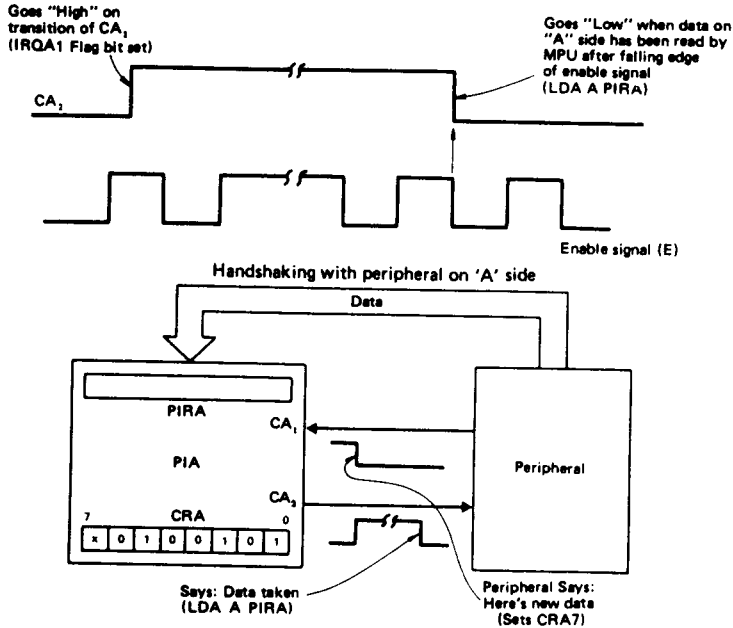 Goes "High" on
transition of CA₁
(IRQA1 Flag bit set)
Goes "Low" when data on
"A" side has been read by
MPU after falling edge
of enable signal
(LDA A PIRA)
CA₂
Enable signal (E)
Handshaking with peripheral on 'A' side
Data
PIRA
CA₁
PIA
Peripheral
CA₂
7 CRA 0
x 0 1 0 0 1 0 1
Says: Data taken
(LDA A PIRA)
Peripheral Says:
Here's new data
(Sets CRA7)